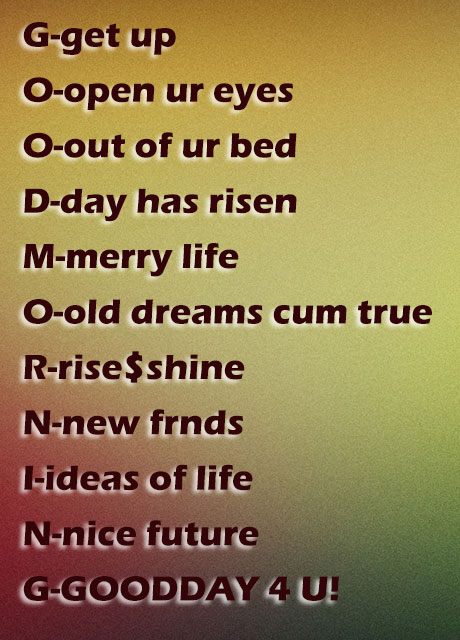 G-get up
O-open ur eyes
O-out of ur bed
D-day has risen
M-merry life
O-old dreams cum true
R-rise$shine
N-new frnds
I-ideas of life
N-nice future
G-GOODDAY 4 U!